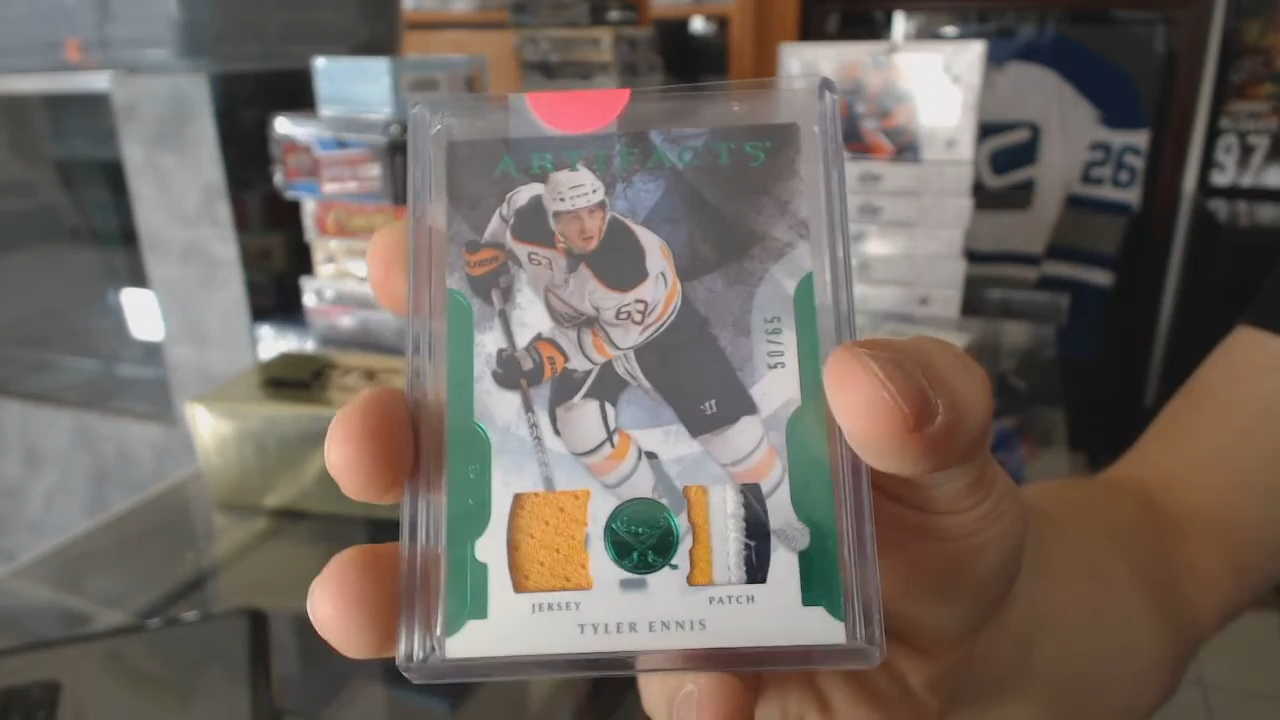 ARTIFACTS
63
63
50/65
JERSEY
PATCH
TYLER ENNIS
26
97